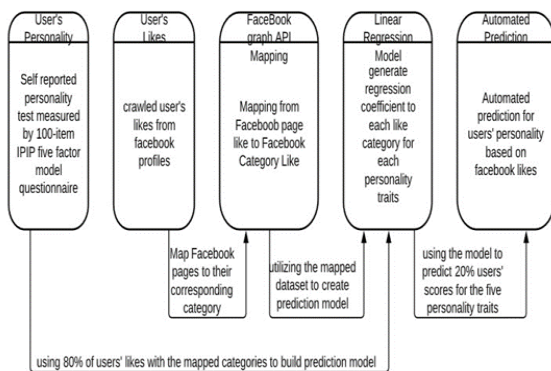 User's
Personality
Self reported
personality
test measured
by 100-item
IPIP five factor
model
questionnaire
User's
Likes
crawled user's
likes from
facebook
profiles
FaceBook
graph API
Mapping
Mapping from
Faceboob page
like to Facebook
Category Like
Linear
Regression
Model
generate
regression
coefficient to
each like
category for
each
personality
traits
Automated
Prediction
Automated
prediction for
users' personality
based on
facebook likes
Map Facebook
pages to their
corresponding
category
utilizing the mapped
dataset to create
prediction model
using the model to
predict 20% users'
scores for the five
personality traits
using 80% of users' likes with the mapped categories to build prediction model